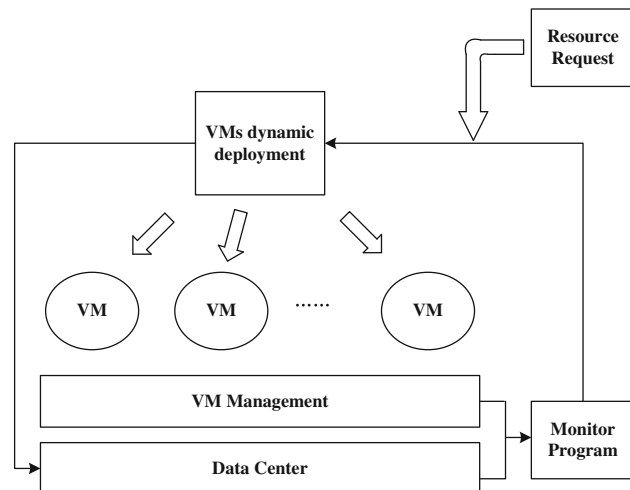 Resource
Request
VMs dynamic
deployment
VM
VM
......
VM
VM Management
Monitor
Program
Data Center